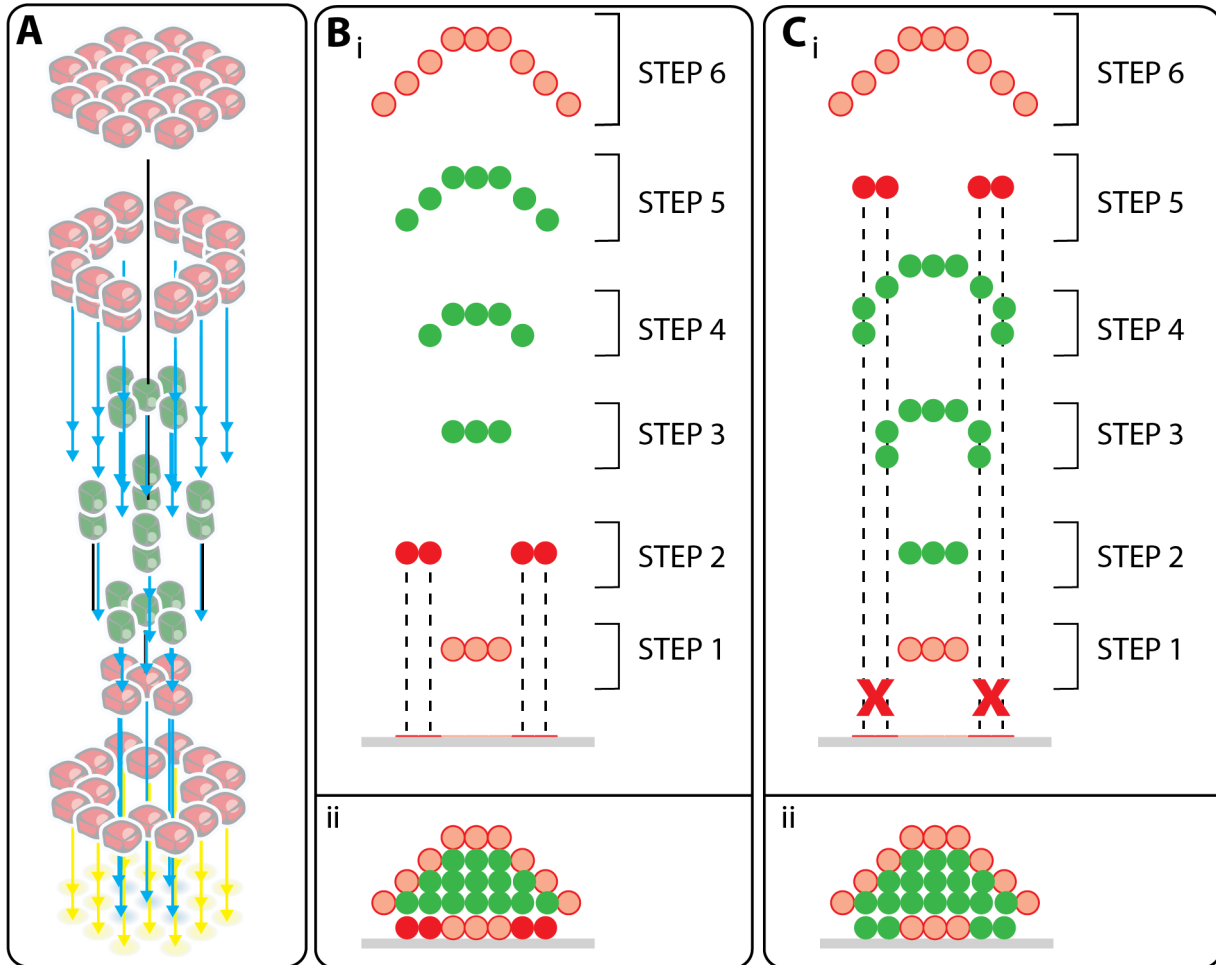 A
B i
STEP 6
STEP 5
STEP 4
STEP 3
STEP 2
STEP 1
ii
C i
STEP 6
STEP 5
STEP 4
STEP 3
STEP 2
STEP 1
X X
ii